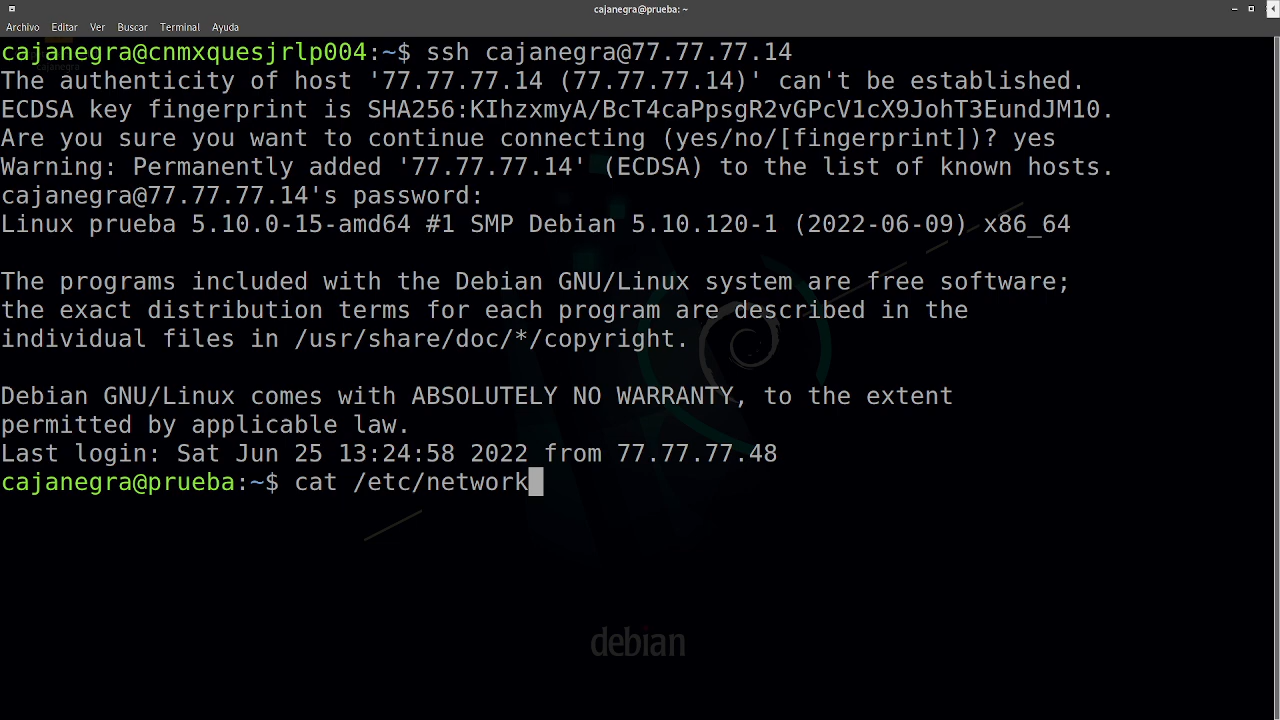 cajanegra@prueba: ~
Archivo Editar Ver Buscar Terminal Ayuda
cajanegra@cnmxquesjrlp004:~$ ssh cajanegra@77.77.77.14
The authenticity of host '77.77.77.14 (77.77.77.14)' can't be established.
ECDSA key fingerprint is SHA256:KIhzxmyA/BcT4caPpsgR2vGPcV1cX9JohT3EundJM10.
Are you sure you want to continue connecting (yes/no/[fingerprint])? yes
Warning: Permanently added '77.77.77.14' (ECDSA) to the list of known hosts.
cajanegra@77.77.77.14's password:
Linux prueba 5.10.0-15-amd64 #1 SMP Debian 5.10.120-1 (2022-06-09) x86_64
The programs included with the Debian GNU/Linux system are free software;
the exact distribution terms for each program are described in the
individual files in /usr/share/doc/*/copyright.
Debian GNU/Linux comes with ABSOLUTELY NO WARRANTY, to the extent
permitted by applicable law.
Last login: Sat Jun 25 13:24:58 2022 from 77.77.77.48
cajanegra@prueba:~$ cat /etc/network
debian